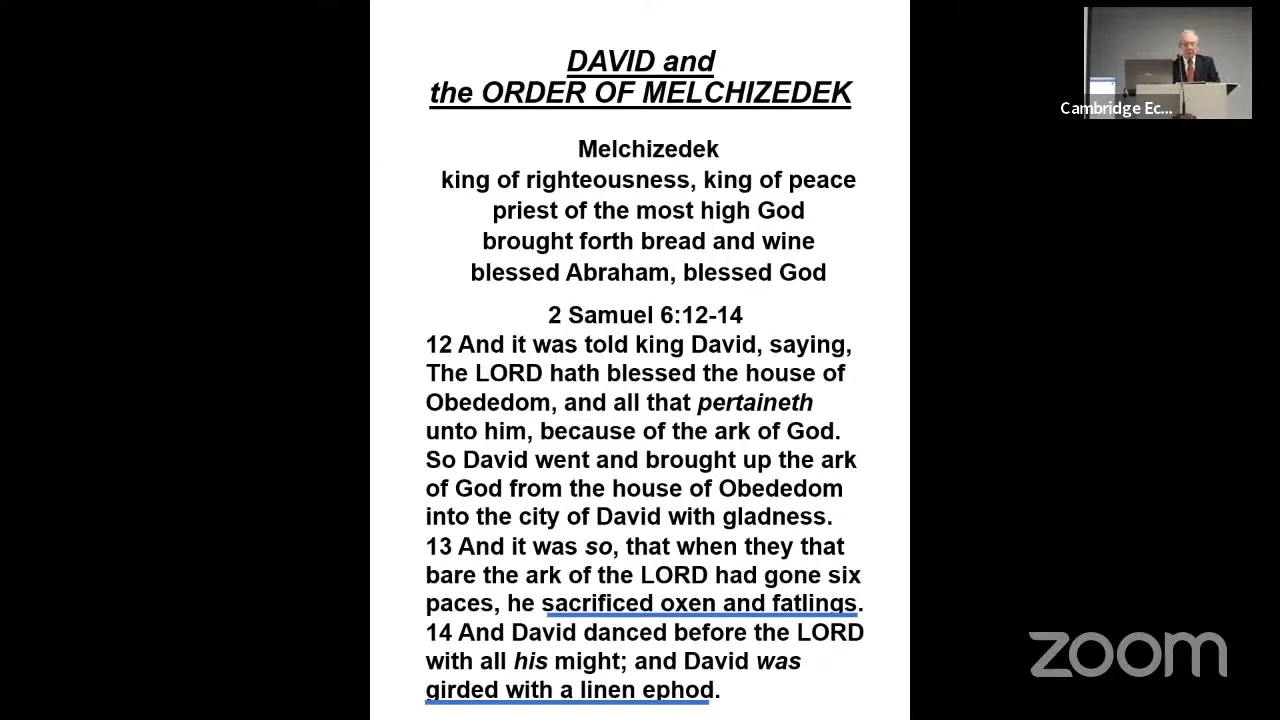 DAVID and
the ORDER OF MELCHIZEDEK
Melchizedek
king of righteousness, king of peace
priest of the most high God
brought forth bread and wine
blessed Abraham, blessed God
2 Samuel 6:12-14
12 And it was told king David, saying,
The LORD hath blessed the house of
Obededom, and all that pertaineth
unto him, because of the ark of God.
So David went and brought up the ark
of God from the house of Obededom
into the city of David with gladness.
13 And it was so, that when they that
bare the ark of the LORD had gone six
paces, he sacrificed oxen and fatlings.
14 And David danced before the LORD
with all his might; and David was
girded with a linen ephod.
Cambridge Ec...
zoom